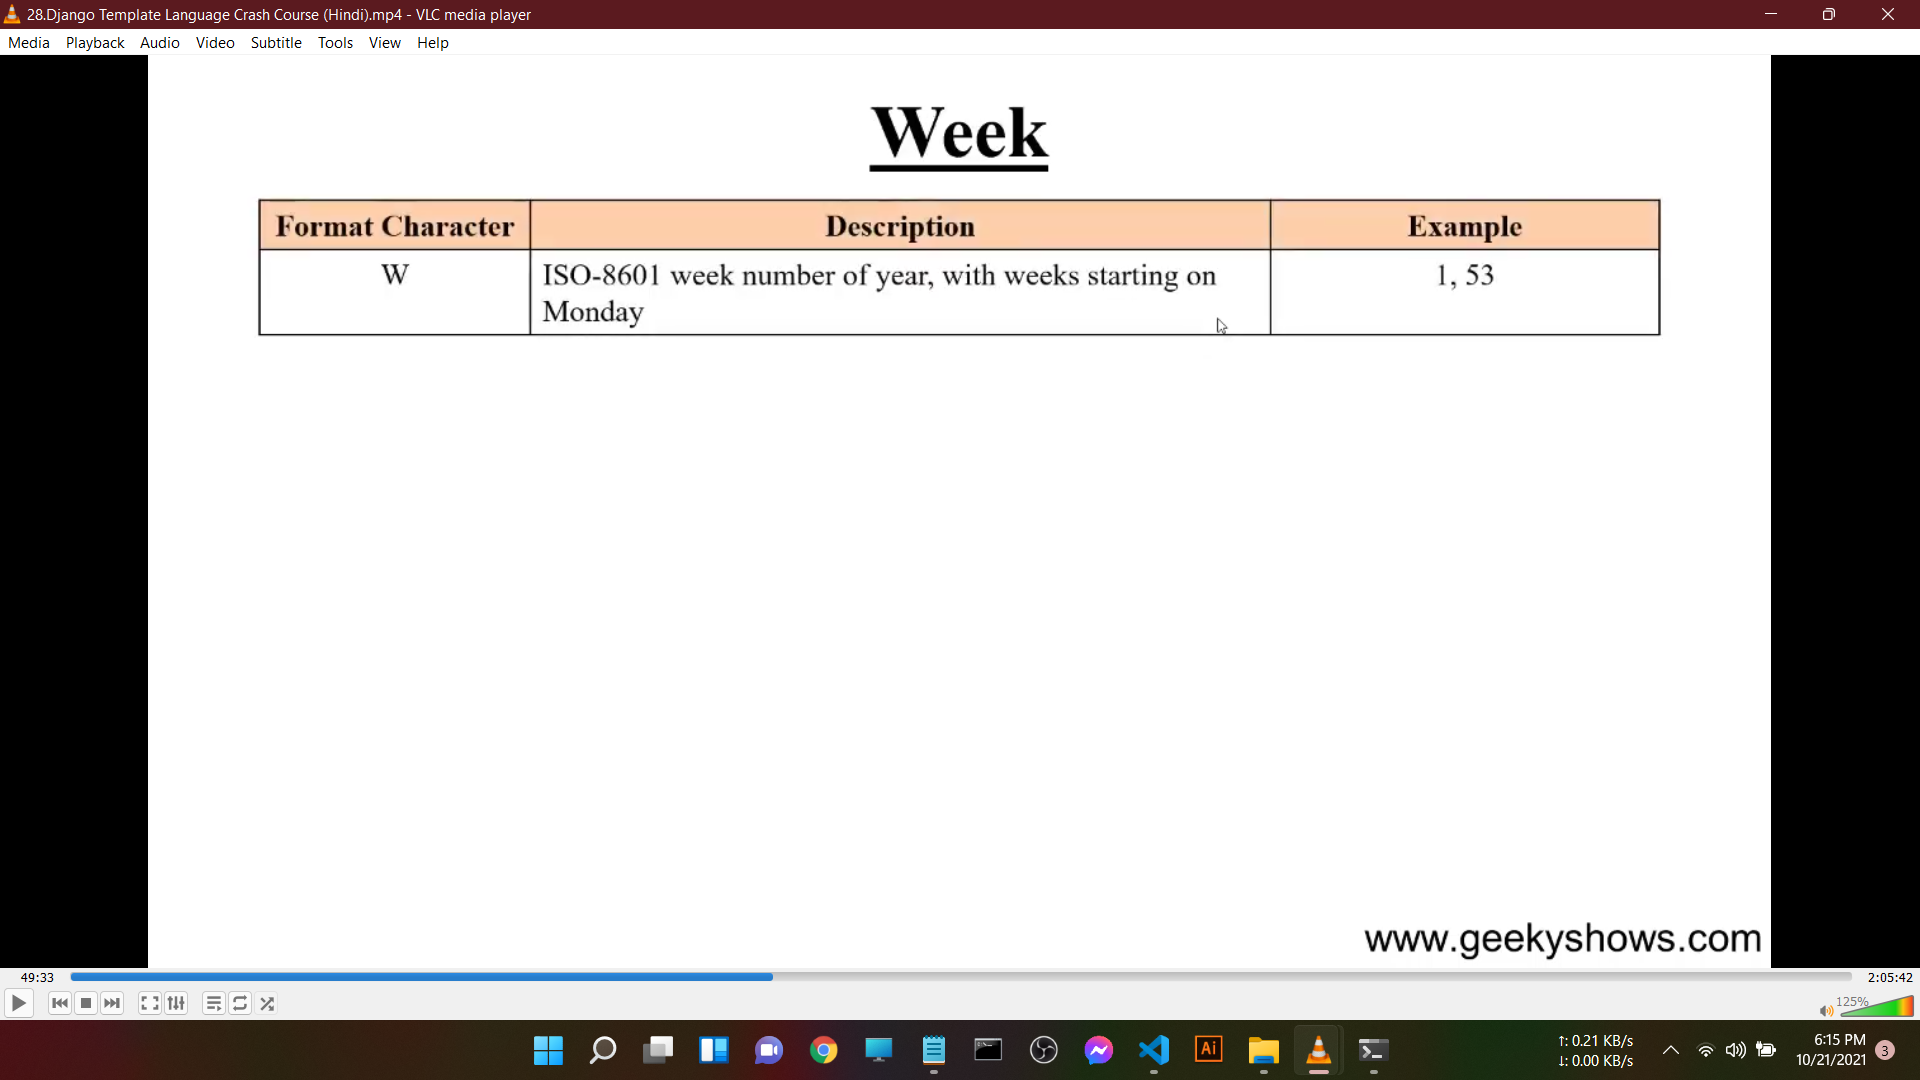 28.Django Template Language Crash Course (Hindi).mp4 - VLC media player
Media Playback Audio Video Subtitle Tools View Help
Week
Format Character Description Example
W ISO-8601 week number of year, with weeks starting on 1, 53
Monday
www.geekyshows.com
49:33 2:05:42
125%
Ai
↑: 0.21 KB/s 6:15 PM
↓: 0.00 KB/s 10/21/2021 3